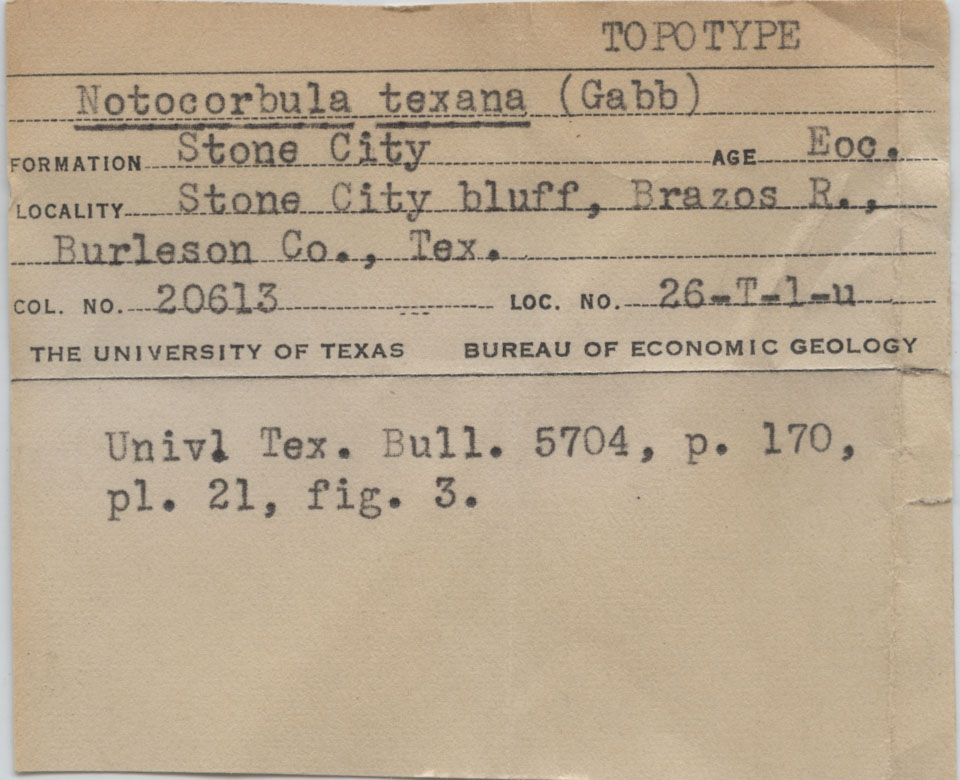 TOPOTYPE
Notocorbula texana (Gabb)
FORMATION Stone City AGE Eoc.
LOCALITY Stone City bluff, Brazos R.,
Burleson Co., Tex.
COL. NO. 20613 LOC. NO. 26-T-1-u
THE UNIVERSITY OF TEXAS BUREAU OF ECONOMIC GEOLOGY
Univl Tex. Bull. 5704, p. 170,
pl. 21, fig. 3.